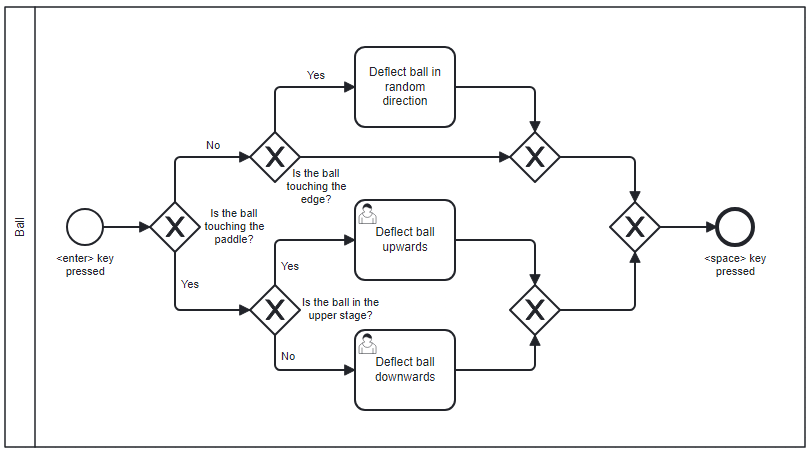 Ball
<enter> key
pressed
Is the ball
touching the
paddle?
No
Yes
Is the ball
touching the
edge?
Yes
Deflect ball in
random
direction
Is the ball in the
upper stage?
Yes
Deflect ball
upwards
No
Deflect ball
downwards
<space> key
pressed